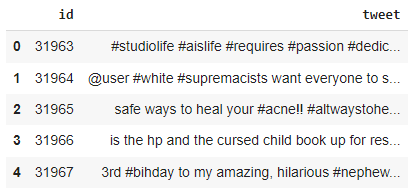 id tweet
0 31963 #studiolife #aislife #requires #passion #dedic...
1 31964 @user #white #supremacists want everyone to s...
2 31965 safe ways to heal your #acne!! #altwaystohe...
3 31966 is the hp and the cursed child book up for res...
4 31967 3rd #bihday to my amazing, hilarious #nephew...